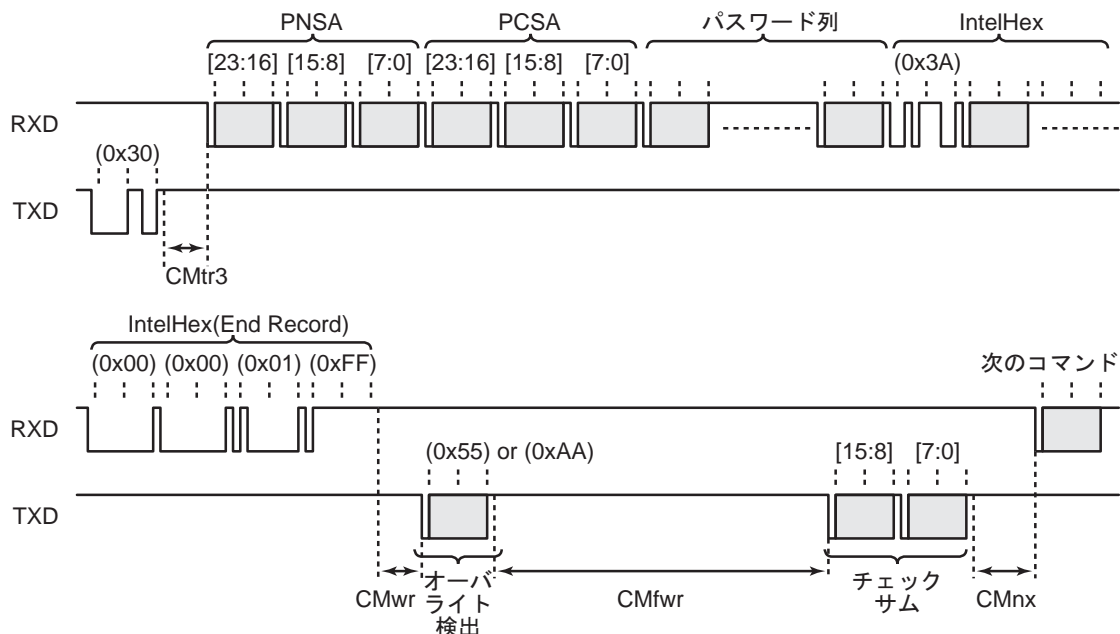 PNSA PCSA パスワード列 IntelHex
[23:16] [15:8] [7:0] [23:16] [15:8] [7:0] (0x3A)
RXD
(0x30)
TXD
CMtr3
IntelHex(End Record)
(0x00) (0x00) (0x01) (0xFF)
次のコマンド
RXD
(0x55) or (0xAA) [15:8] [7:0]
TXD
CMwr
オーバ
ライト
検出
CMfwr
チェック
サム
CMnx